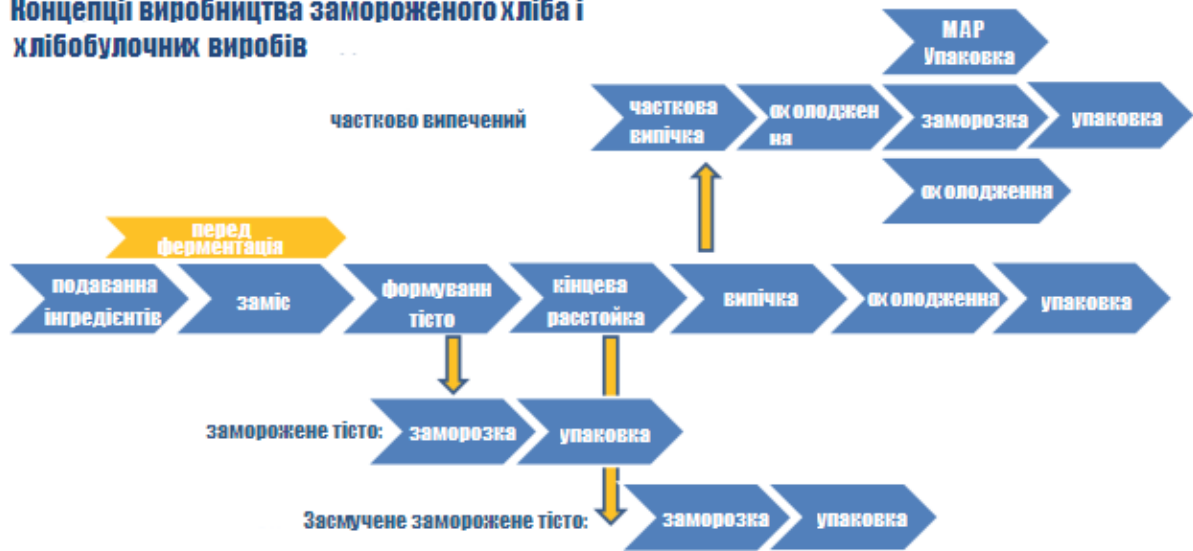 Концепції виробництва замороженого хліба і
хлібобулочних виробів
МАР
Упаковка
частково випечений
часткова
випічка
охолоджен
ня
заморозка
упаковка
охолодження
перед
ферментація
подавання
інгредієнтів
заміс
формуванн
тісто
кінцева
расстойка
випічка
охолодження
упаковка
заморожене тісто:
заморозка
упаковка
Засмучене заморожене тісто:
заморозка
упаковка